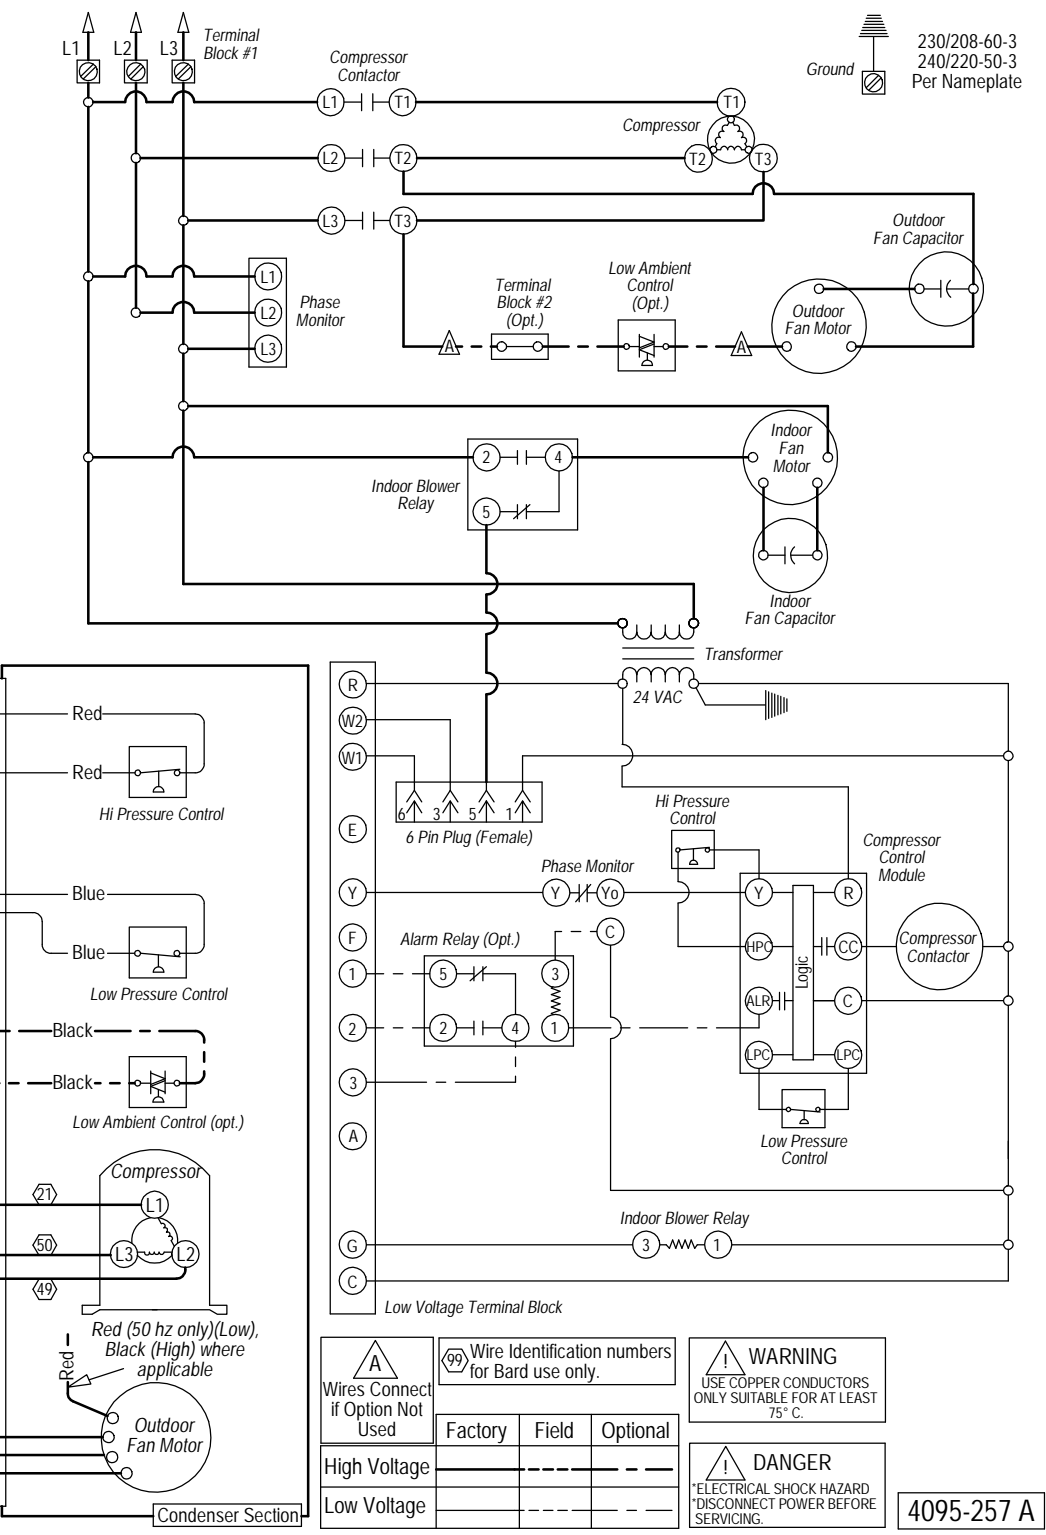 L1
L2
L3
Terminal
Block #1
Ground
230/208-60-3
240/220-50-3
Per Nameplate
Compressor
Contactor
L1
T1
T1
Compressor
L2
T2
T2
T3
L3
T3
Outdoor
Fan Capacitor
L1
L2
L3
Phase
Monitor
Terminal
Block #2
(Opt.)
Low Ambient
Control
(Opt.)
Outdoor
Fan Motor
A
A
Indoor
Fan
Motor
2
4
5
Indoor Blower
Relay
Indoor
Fan Capacitor
Transformer
24 VAC
R
W2
W1
E
Y
F
1
2
3
A
G
C
6
3
5
1
6 Pin Plug (Female)
Red
Red
Hi Pressure Control
Blue
Blue
Low Pressure Control
Black
Black
Low Ambient Control (opt.)
Hi Pressure
Control
Compressor
Control
Module
Phase Monitor
Y
Yo
Y
R
C
Alarm Relay (Opt.)
5
3
2
4
1
HPC
CC
Logic
ALR
C
LPC
LPC
Compressor
Contactor
Low Pressure
Control
Compressor
21
L1
50
L3
L2
49
Indoor Blower Relay
3
1
Low Voltage Terminal Block
Red (50 hz only)(Low),
Black (High) where
applicable
Red
Outdoor
Fan Motor
Condenser Section
A
Wires Connect
if Option Not
Used
99
Wire Identification numbers
for Bard use only.
Factory
Field
Optional
High Voltage
Low Voltage
!
WARNING
USE COPPER CONDUCTORS
ONLY SUITABLE FOR AT LEAST
75° C.
!
DANGER
*ELECTRICAL SHOCK HAZARD
*DISCONNECT POWER BEFORE
SERVICING.
4095-257 A